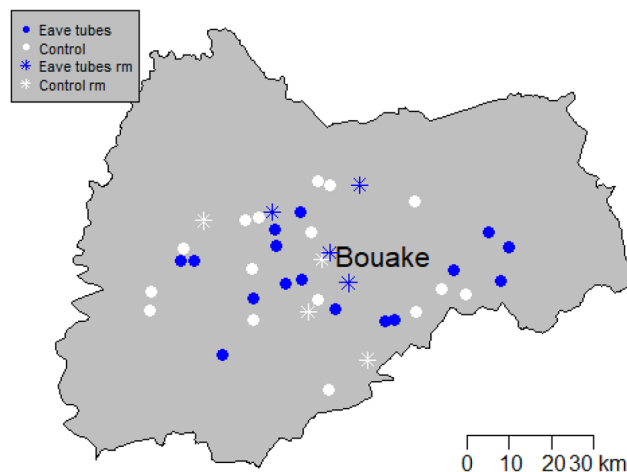 Eave tubes
Control
Eave tubes rm
Control rm
Bouake
0 10 20 30 km